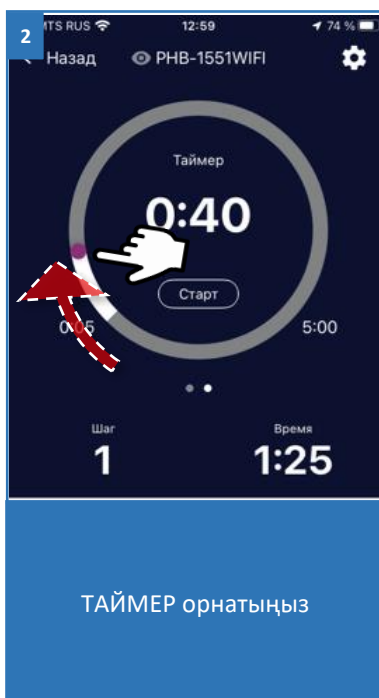 2
MTS RUS 12:59 74 %
Назад PHB-1551WIFI
Таймер
0:40
Старт
0:05 5:00
Шаг Время
1 1:25
ТАЙМЕР орнатыңыз